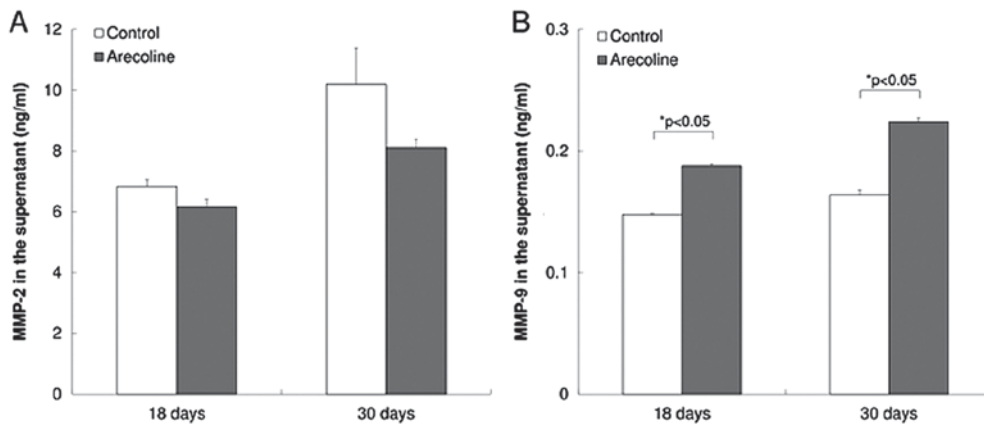 A
MMP-2 in the supernatant (ng/ml)
12
10
8
6
4
2
0
Control
Arecoline
18 days
30 days
B
MMP-9 in the supernatant (ng/ml)
0.3
0.2
0.1
0
Control
Arecoline
*p<0.05
*p<0.05
18 days
30 days